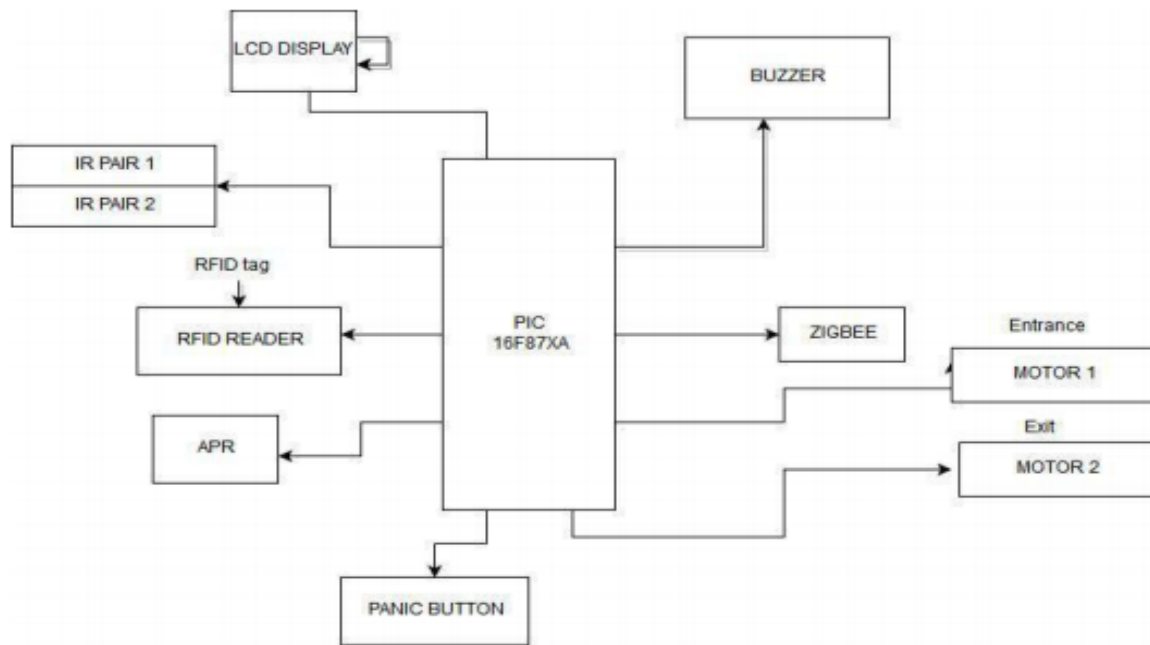 LCD DISPLAY
BUZZER
IR PAIR 1
IR PAIR 2
RFID tag
RFID READER
PIC
16F87XA
ZIGBEE
Entrance
MOTOR 1
APR
Exit
MOTOR 2
PANIC BUTTON